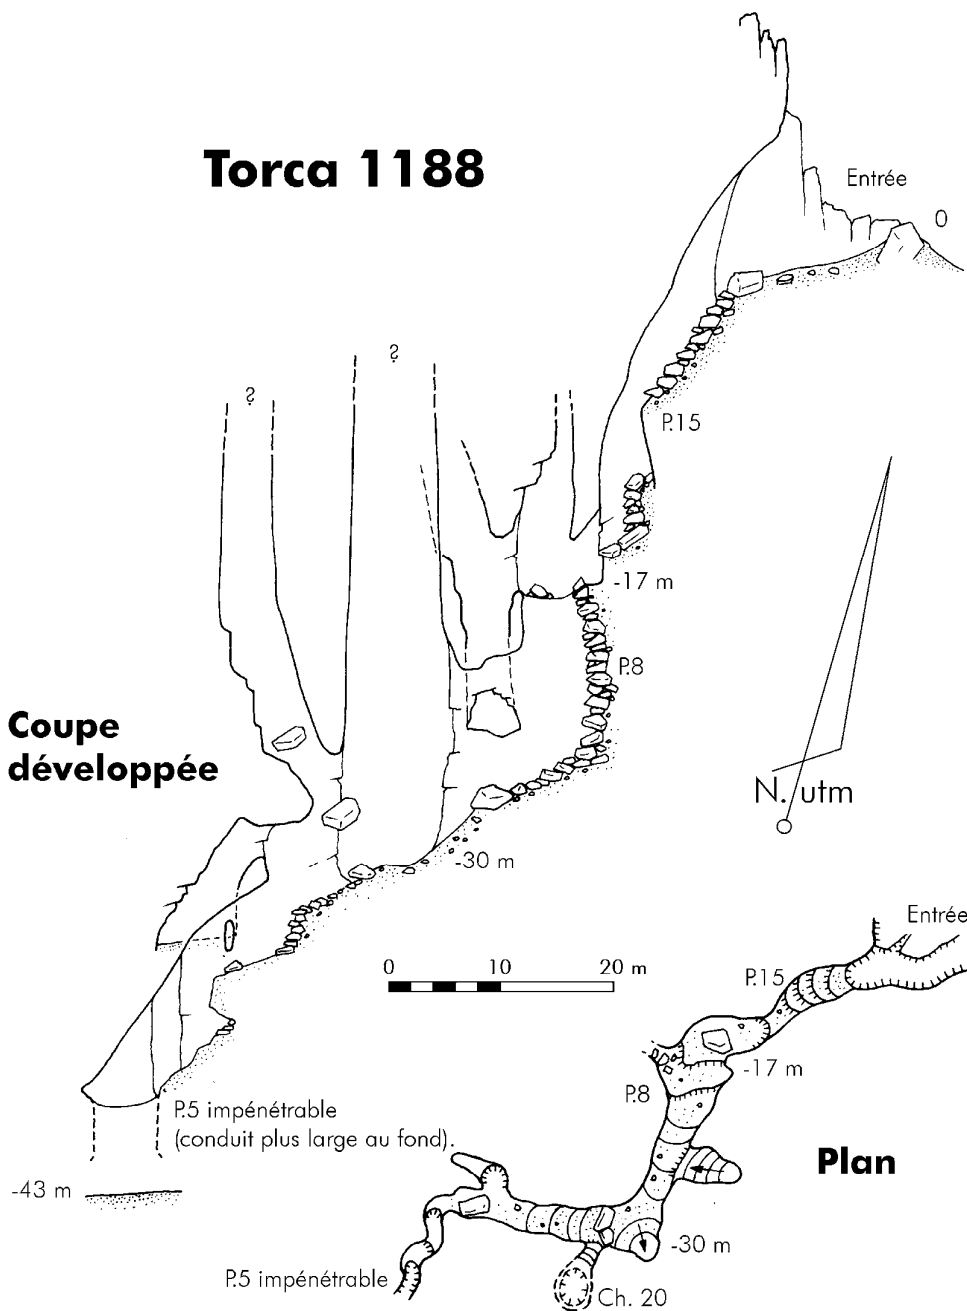 Torca 1188
Entrée
0
?
?
P.15
-17 m
P.8
Coupe
développée
N. utm
-30 m
0 10 20 m
Entrée
P.15
-17 m
P.8
P.5 impénétrable
(conduit plus large au fond).
Plan
-43 m
-30 m
P.5 impénétrable
Ch. 20